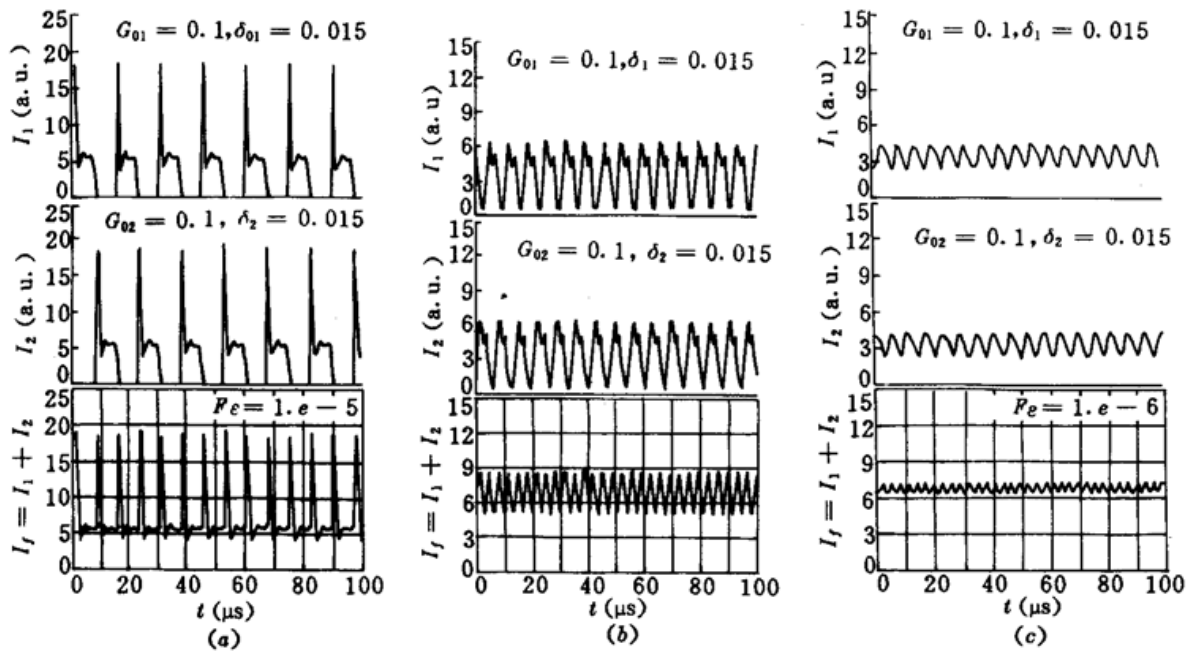 25
20
15
10
5
0
I₁ (a. u.)
G₀₁ = 0.1,δ₀₁ = 0.015
25
20
15
10
5
0
I₂ (a. u.)
G₀₂ = 0.1, δ₂ = 0.015
25
20
15
10
5
0
I_f = I₁ + I₂
Fε = 1.e − 5
0 20 40 60 80 100
t (μs)
(a)
15
12
9
6
3
0
I₁ (a. u)
G₀₁ = 0.1,δ₁ = 0.015
15
12
9
6
3
0
I₂ (a. u.)
G₀₂ = 0.1, δ₂ = 0.015
15
12
9
6
3
0
I_f = I₁ + I₂
0 20 40 60 80 100
t (μs)
(b)
15
12
9
6
3
0
I₁ (a. u)
G₀₁ = 0.1,δ₁ = 0.015
15
12
9
6
3
0
I₂ (a. u.)
G₀₂ = 0.1,δ₂ = 0.015
12
9
6
3
0
I_f = I₁ + I₂
Fe = 1.e − 6
0 20 40 60 80 100
t (μs)
(c)